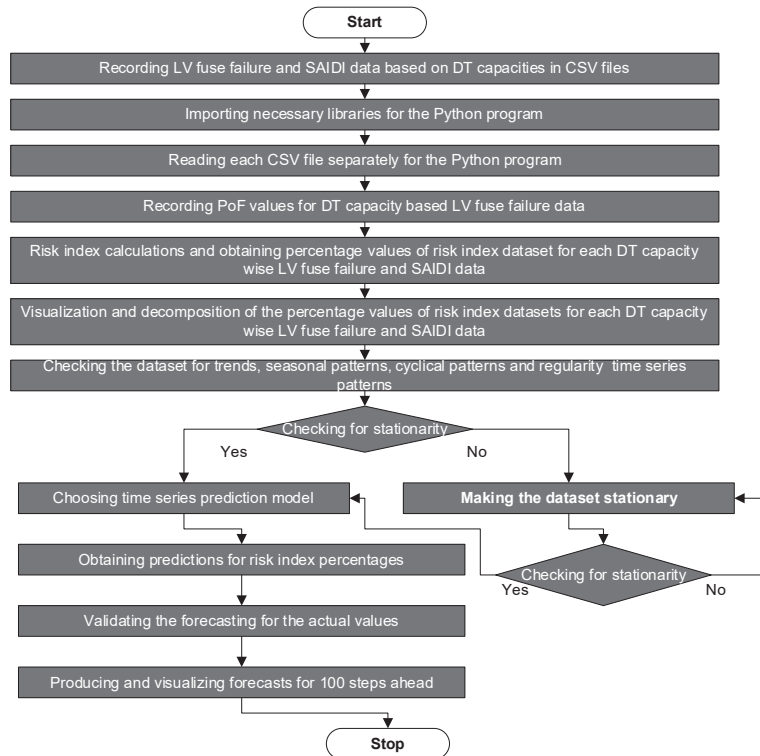 Start
Recording LV fuse failure and SAIDI data based on DT capacities in CSV files
Importing necessary libraries for the Python program
Reading each CSV file separately for the Python program
Recording PoF values for DT capacity based LV fuse failure data
Risk index calculations and obtaining percentage values of risk index dataset for each DT capacity
wise LV fuse failure and SAIDI data
Visualization and decomposition of the percentage values of risk index datasets for each DT capacity
wise LV fuse failure and SAIDI data
Checking the dataset for trends, seasonal patterns, cyclical patterns and regularity time series
patterns
Checking for stationarity
Yes
No
Choosing time series prediction model
Making the dataset stationary
Obtaining predictions for risk index percentages
Checking for stationarity
Yes
No
Validating the forecasting for the actual values
Producing and visualizing forecasts for 100 steps ahead
Stop